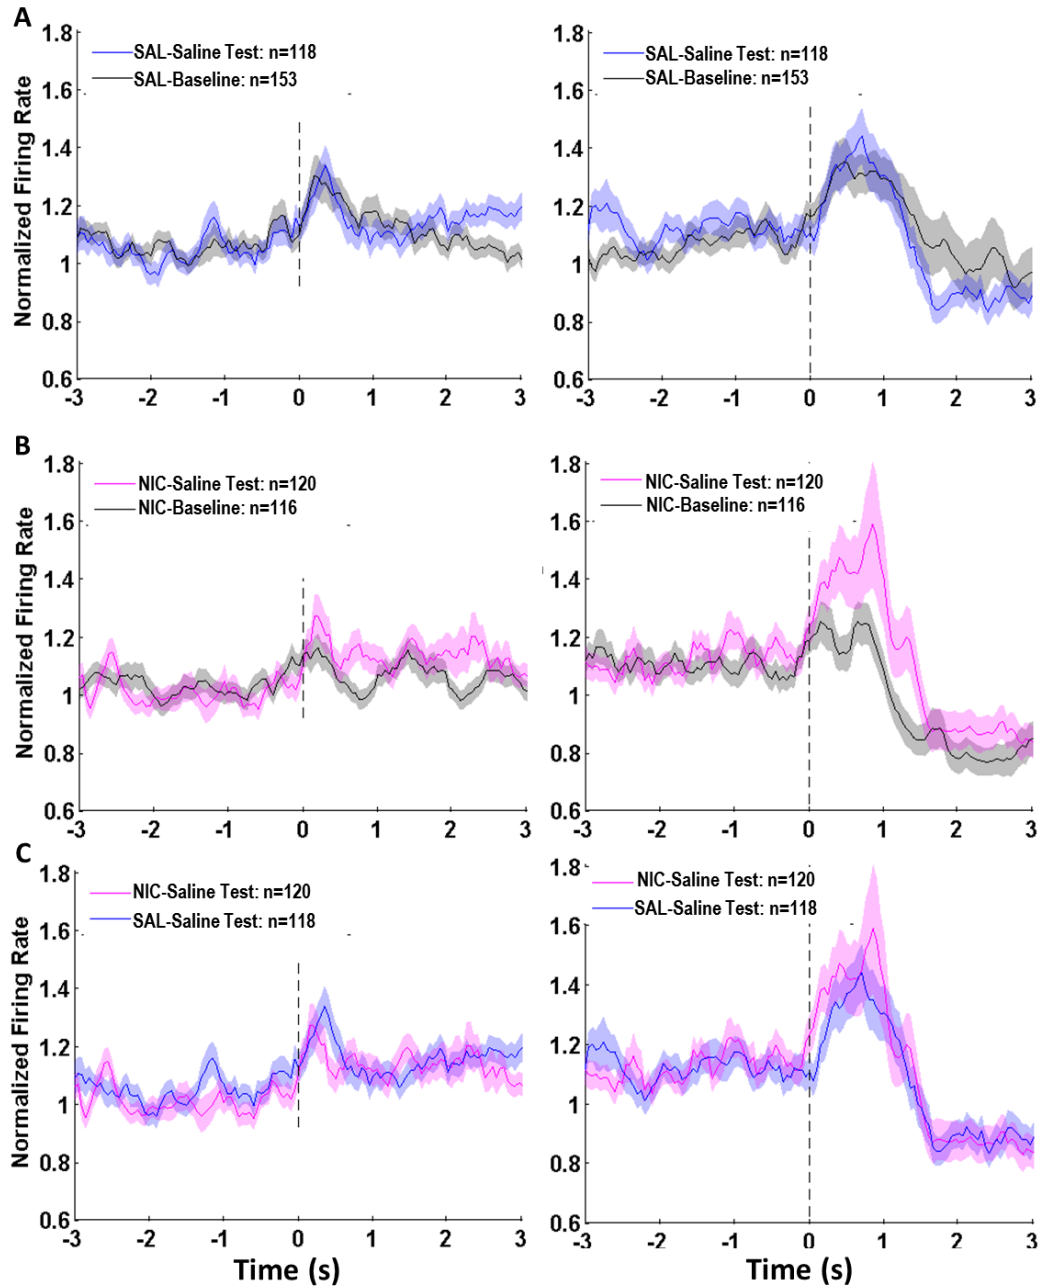 A
Normalized Firing Rate
1.8
1.6
1.4
1.2
1
0.8
0.6
SAL-Saline Test: n=118
SAL-Baseline: n=153
-3 -2 -1 0 1 2 3
1.8
1.6
1.4
1.2
1
0.8
0.6
SAL-Saline Test: n=118
SAL-Baseline: n=153
-3 -2 -1 0 1 2 3
B
Normalized Firing Rate
1.8
1.6
1.4
1.2
1
0.8
0.6
NIC-Saline Test: n=120
NIC-Baseline: n=116
-3 -2 -1 0 1 2 3
1.8
1.6
1.4
1.2
1
0.8
0.6
NIC-Saline Test: n=120
NIC-Baseline: n=116
-3 -2 -1 0 1 2 3
C
Normalized Firing Rate
1.8
1.6
1.4
1.2
1
0.8
0.6
NIC-Saline Test: n=120
SAL-Saline Test: n=118
-3 -2 -1 0 1 2 3
Time (s)
1.8
1.6
1.4
1.2
1
0.8
0.6
NIC-Saline Test: n=120
SAL-Saline Test: n=118
-3 -2 -1 0 1 2 3
Time (s)